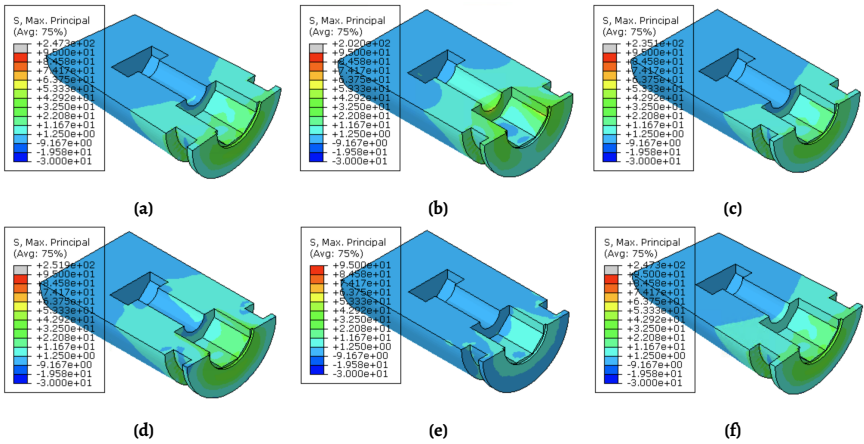 S, Max. Principal
(Avg: 75%)
+2.473e+02
+9.500e+01
+8.458e+01
+7.417e+01
+6.375e+01
+5.333e+01
+4.292e+01
+3.250e+01
+2.208e+01
+1.167e+01
+1.250e+00
-9.167e+00
-1.958e+01
-3.000e+01
(a)
S, Max. Principal
(Avg: 75%)
+2.020e+02
+9.500e+01
+8.458e+01
+7.417e+01
+6.375e+01
+5.333e+01
+4.292e+01
+3.250e+01
+2.208e+01
+1.167e+01
+1.250e+00
-9.167e+00
-1.958e+01
-3.000e+01
(b)
S, Max. Principal
(Avg: 75%)
+2.351e+02
+9.500e+01
+8.458e+01
+7.417e+01
+6.375e+01
+5.333e+01
+4.292e+01
+3.250e+01
+2.208e+01
+1.167e+01
+1.250e+00
-9.167e+00
-1.958e+01
-3.000e+01
(c)
S, Max. Principal
(Avg: 75%)
+2.519e+02
+9.500e+01
+8.458e+01
+7.417e+01
+6.375e+01
+5.333e+01
+4.292e+01
+3.250e+01
+2.208e+01
+1.167e+01
+1.250e+00
-9.167e+00
-1.958e+01
-3.000e+01
(d)
S, Max. Principal
(Avg: 75%)
+9.500e+01
+8.458e+01
+7.417e+01
+6.375e+01
+5.333e+01
+4.292e+01
+3.250e+01
+2.208e+01
+1.167e+01
+1.250e+00
-9.167e+00
-1.958e+01
-3.000e+01
(e)
S, Max. Principal
(Avg: 75%)
+2.473e+02
+9.500e+01
+8.458e+01
+7.417e+01
+6.375e+01
+5.333e+01
+4.292e+01
+3.250e+01
+2.208e+01
+1.167e+01
+1.250e+00
-9.167e+00
-1.958e+01
-3.000e+01
(f)